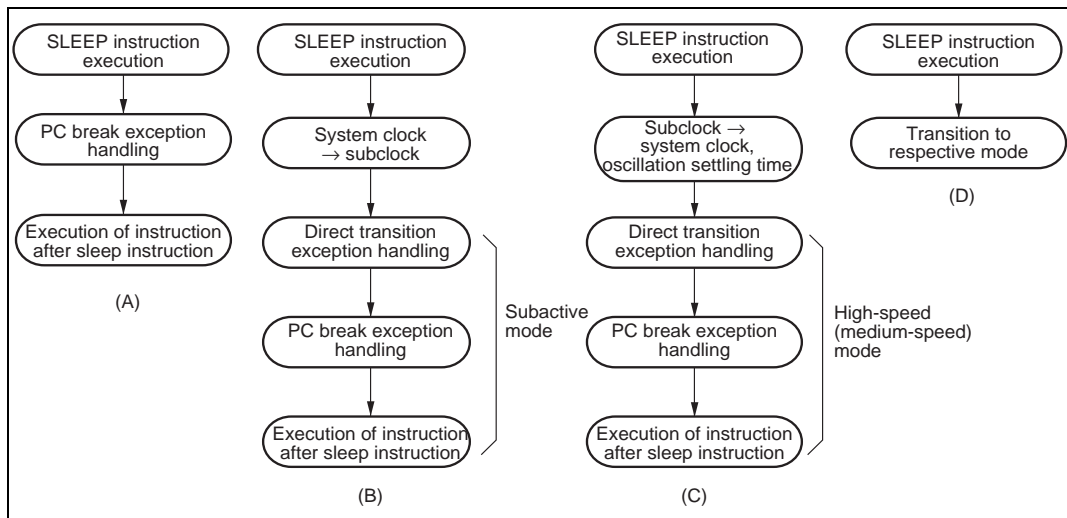 SLEEP instruction
execution
PC break exception
handling
Execution of instruction
after sleep instruction
(A)
SLEEP instruction
execution
System clock
→ subclock
Direct transition
exception handling
PC break exception
handling
Execution of instruction
after sleep instruction
Subactive
mode
(B)
SLEEP instruction
execution
Subclock →
system clock,
oscillation settling time
Direct transition
exception handling
PC break exception
handling
Execution of instruction
after sleep instruction
High-speed
(medium-speed)
mode
(C)
SLEEP instruction
execution
Transition to
respective mode
(D)